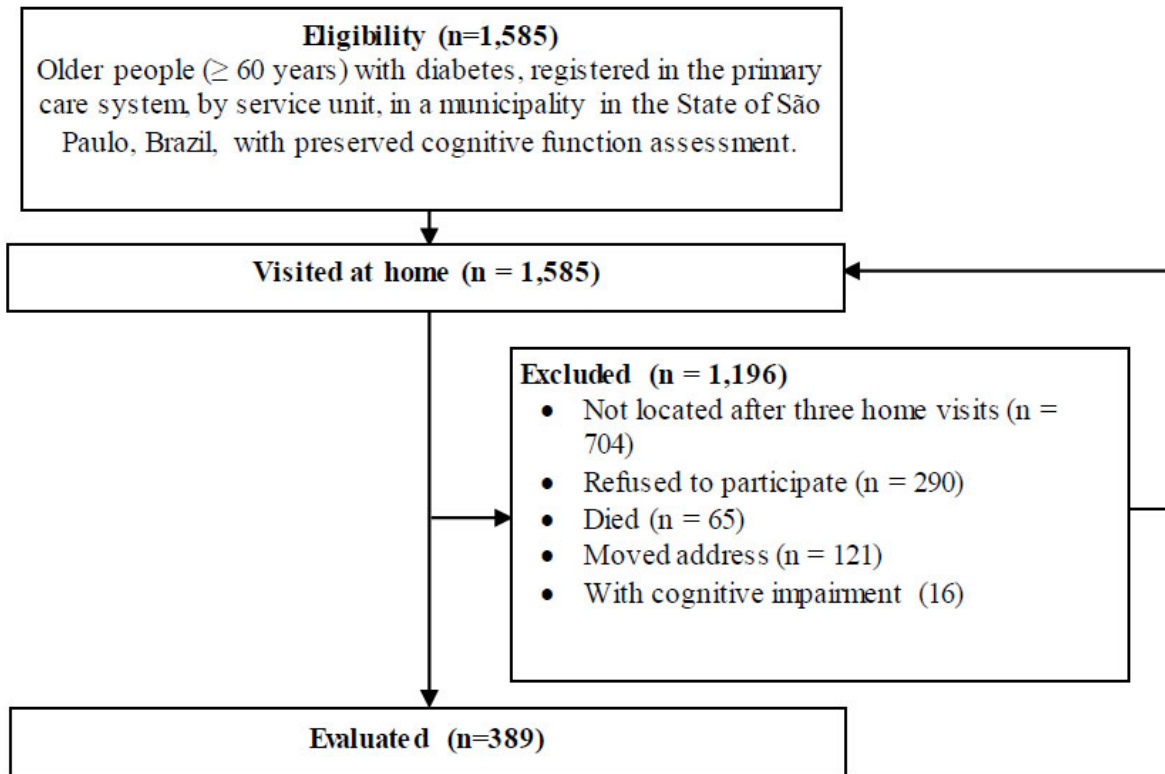 Eligibility (n=1,585)
Older people (≥ 60 years) with diabetes, registered in the primary
care system, by service unit, in a municipality in the State of São
Paulo, Brazil, with preserved cognitive function assessment.
Visited at home (n = 1,585)
Excluded (n = 1,196)
• Not located after three home visits (n =
704)
• Refused to participate (n = 290)
• Died (n = 65)
• Moved address (n = 121)
• With cognitive impairment (16)
Evaluated (n=389)